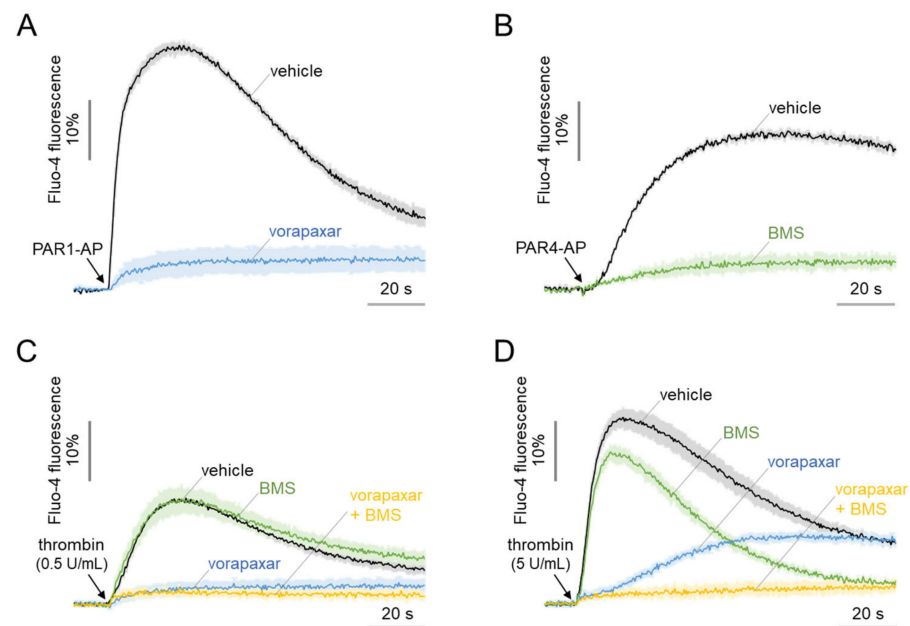 A
Fluo-4 fluorescence
10%
vehicle
PAR1-AP
vorapaxar
20 s
B
Fluo-4 fluorescence
10%
vehicle
PAR4-AP
BMS
20 s
C
Fluo-4 fluorescence
10%
vehicle
BMS
vorapaxar
+ BMS
thrombin
(0.5 U/mL)
vorapaxar
20 s
D
Fluo-4 fluorescence
10%
vehicle
BMS
vorapaxar
vorapaxar
+ BMS
thrombin
(5 U/mL)
20 s